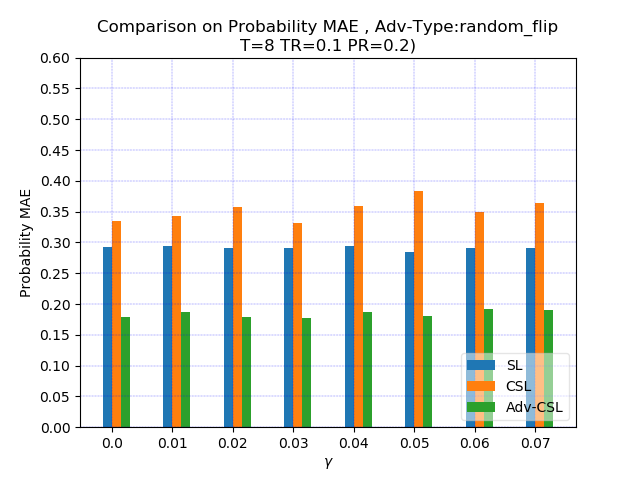 Comparison on Probability MAE , Adv-Type:random_flip
T=8 TR=0.1 PR=0.2)
0.60
0.55
0.50
0.45
0.40
0.35
0.30
0.25
0.20
0.15
0.10
0.05
0.00
Probability MAE
SL
CSL
Adv-CSL
0.0 0.01 0.02 0.03 0.04 0.05 0.06 0.07
γ